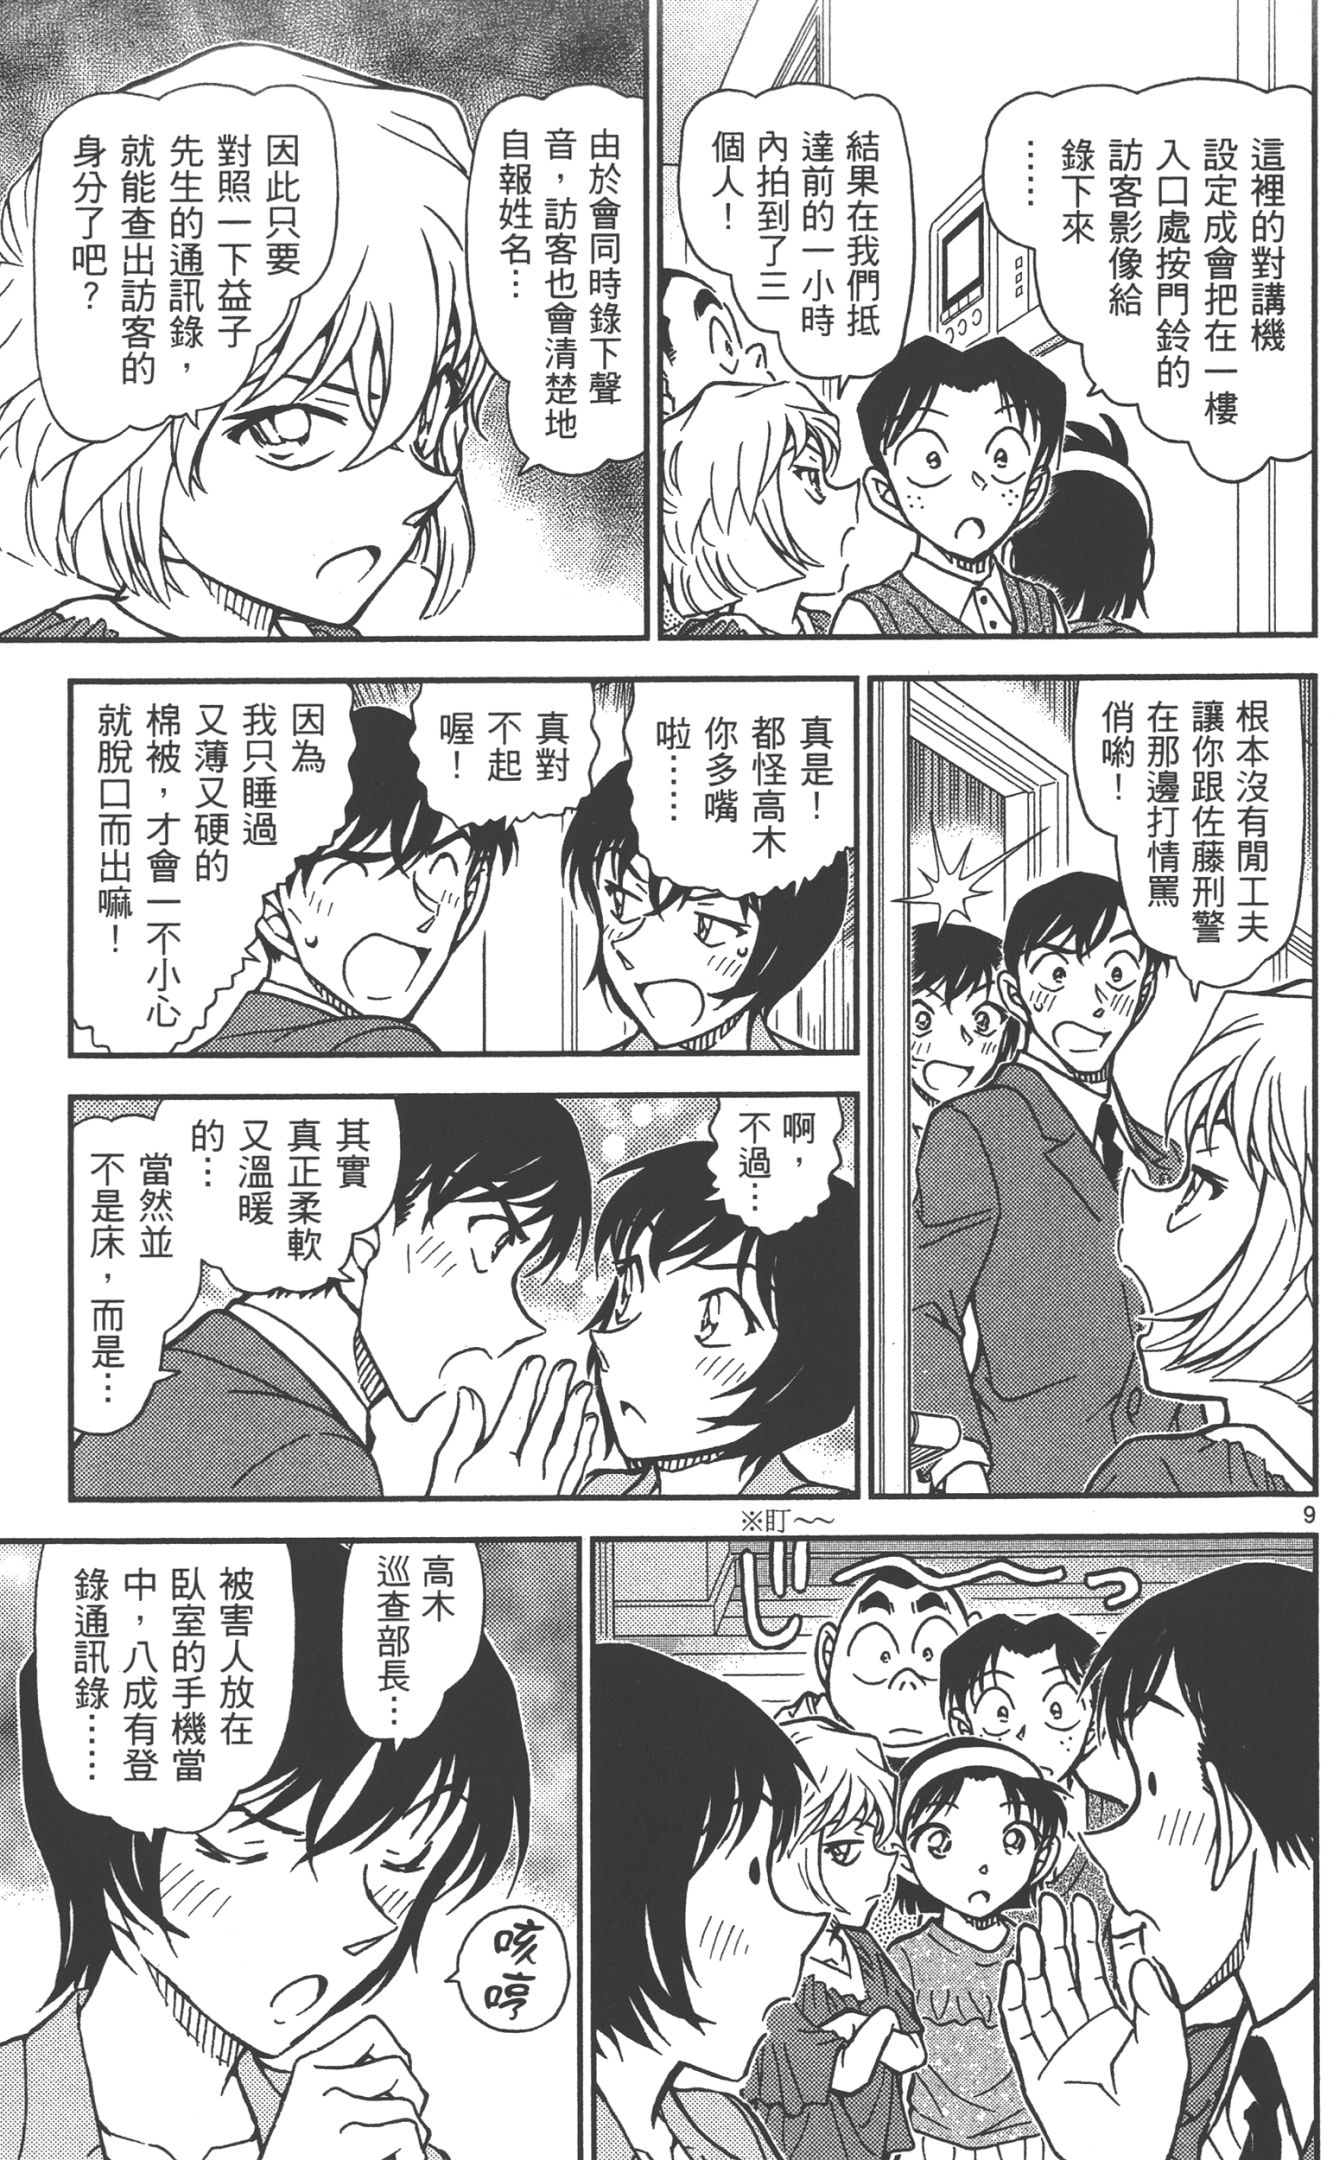 這裡的對講機
設定成會把在一樓
入口處按門鈴的
訪客影像給
錄下來
……
結果在我們抵
達前的一小時
內拍到了三
個人！
由於會同時錄下聲
音，訪客也會清楚地
自報姓名…
因此只要
對照一下益子
先生的通訊錄，
就能查出訪客的
身分了吧？
根本沒有閒工夫
讓你跟佐藤刑警
在那邊打情罵
俏喲！
真是！
都怪高木
你多嘴
啦……
真對
不起
喔！
因為
我只睡過
又薄又硬的
棉被，才會一不小心
就脫口而出嘛！
啊，
不過…
其實
真正柔軟
又溫暖
的…
當然並
不是床，而是…
9
※盯～～
じ～～っ
高木
巡查部長…
被害人放在
臥室的手機當
中，八成有登
錄通訊錄……
咳
哼